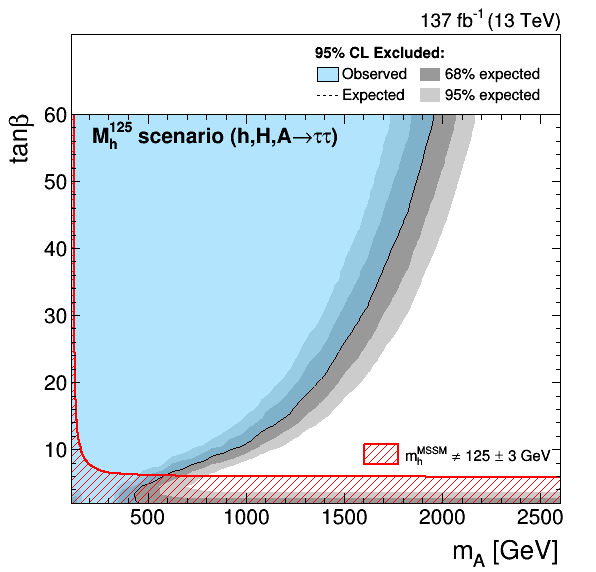 137 fb⁻¹ (13 TeV)
95% CL Excluded:
Observed 68% expected
Expected 95% expected
M_h^125 scenario (h,H,A→ττ)
tanβ
60
50
40
30
20
10
m_h^MSSM ≠ 125 ± 3 GeV
500 1000 1500 2000 2500
m_A [GeV]